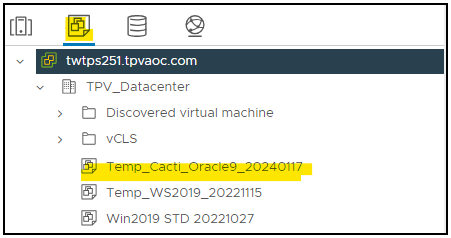 twtps251.tpvaoc.com
TPV_Datacenter
Discovered virtual machine
vCLS
Temp_Cacti_Oracle9_20240117
Temp_WS2019_20221115
Win2019 STD 20221027